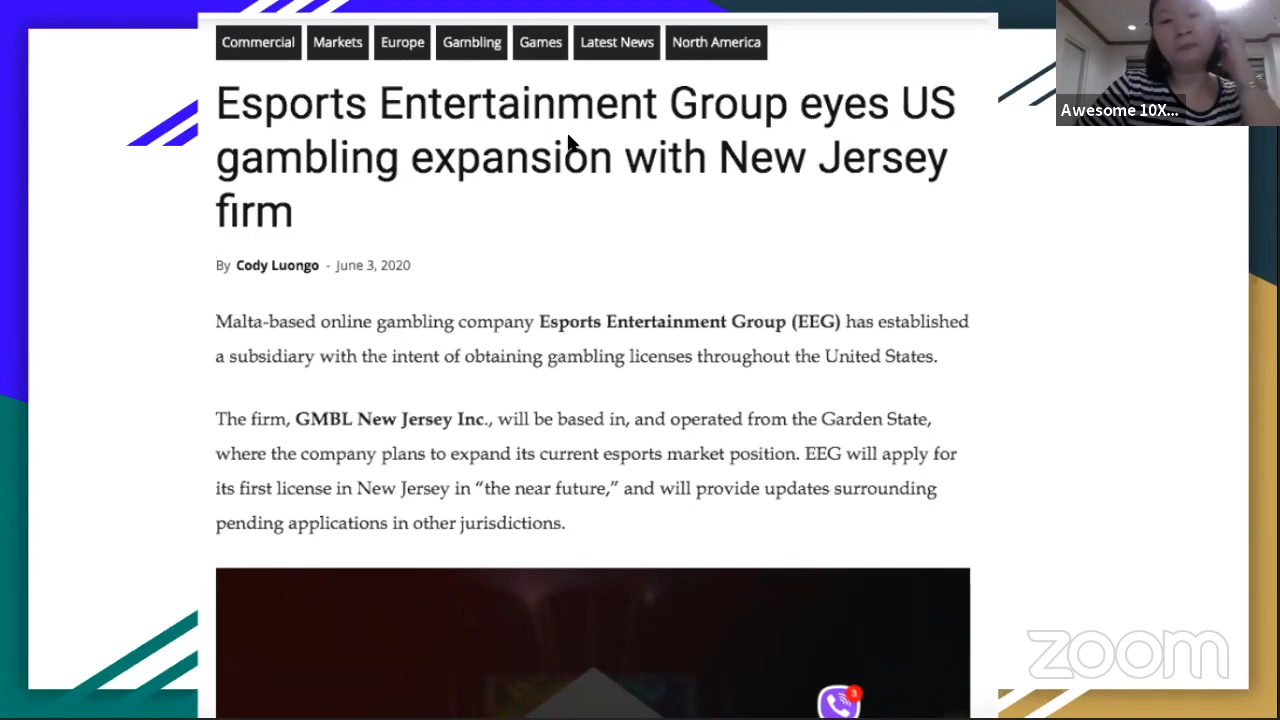 Commercial Markets Europe Gambling Games Latest News North America
Esports Entertainment Group eyes US
gambling expansion with New Jersey
firm
By Cody Luongo - June 3, 2020
Malta-based online gambling company Esports Entertainment Group (EEG) has established
a subsidiary with the intent of obtaining gambling licenses throughout the United States.
The firm, GMBL New Jersey Inc., will be based in, and operated from the Garden State,
where the company plans to expand its current esports market position. EEG will apply for
its first license in New Jersey in “the near future,” and will provide updates surrounding
pending applications in other jurisdictions.
Awesome 10X...
3
zoom